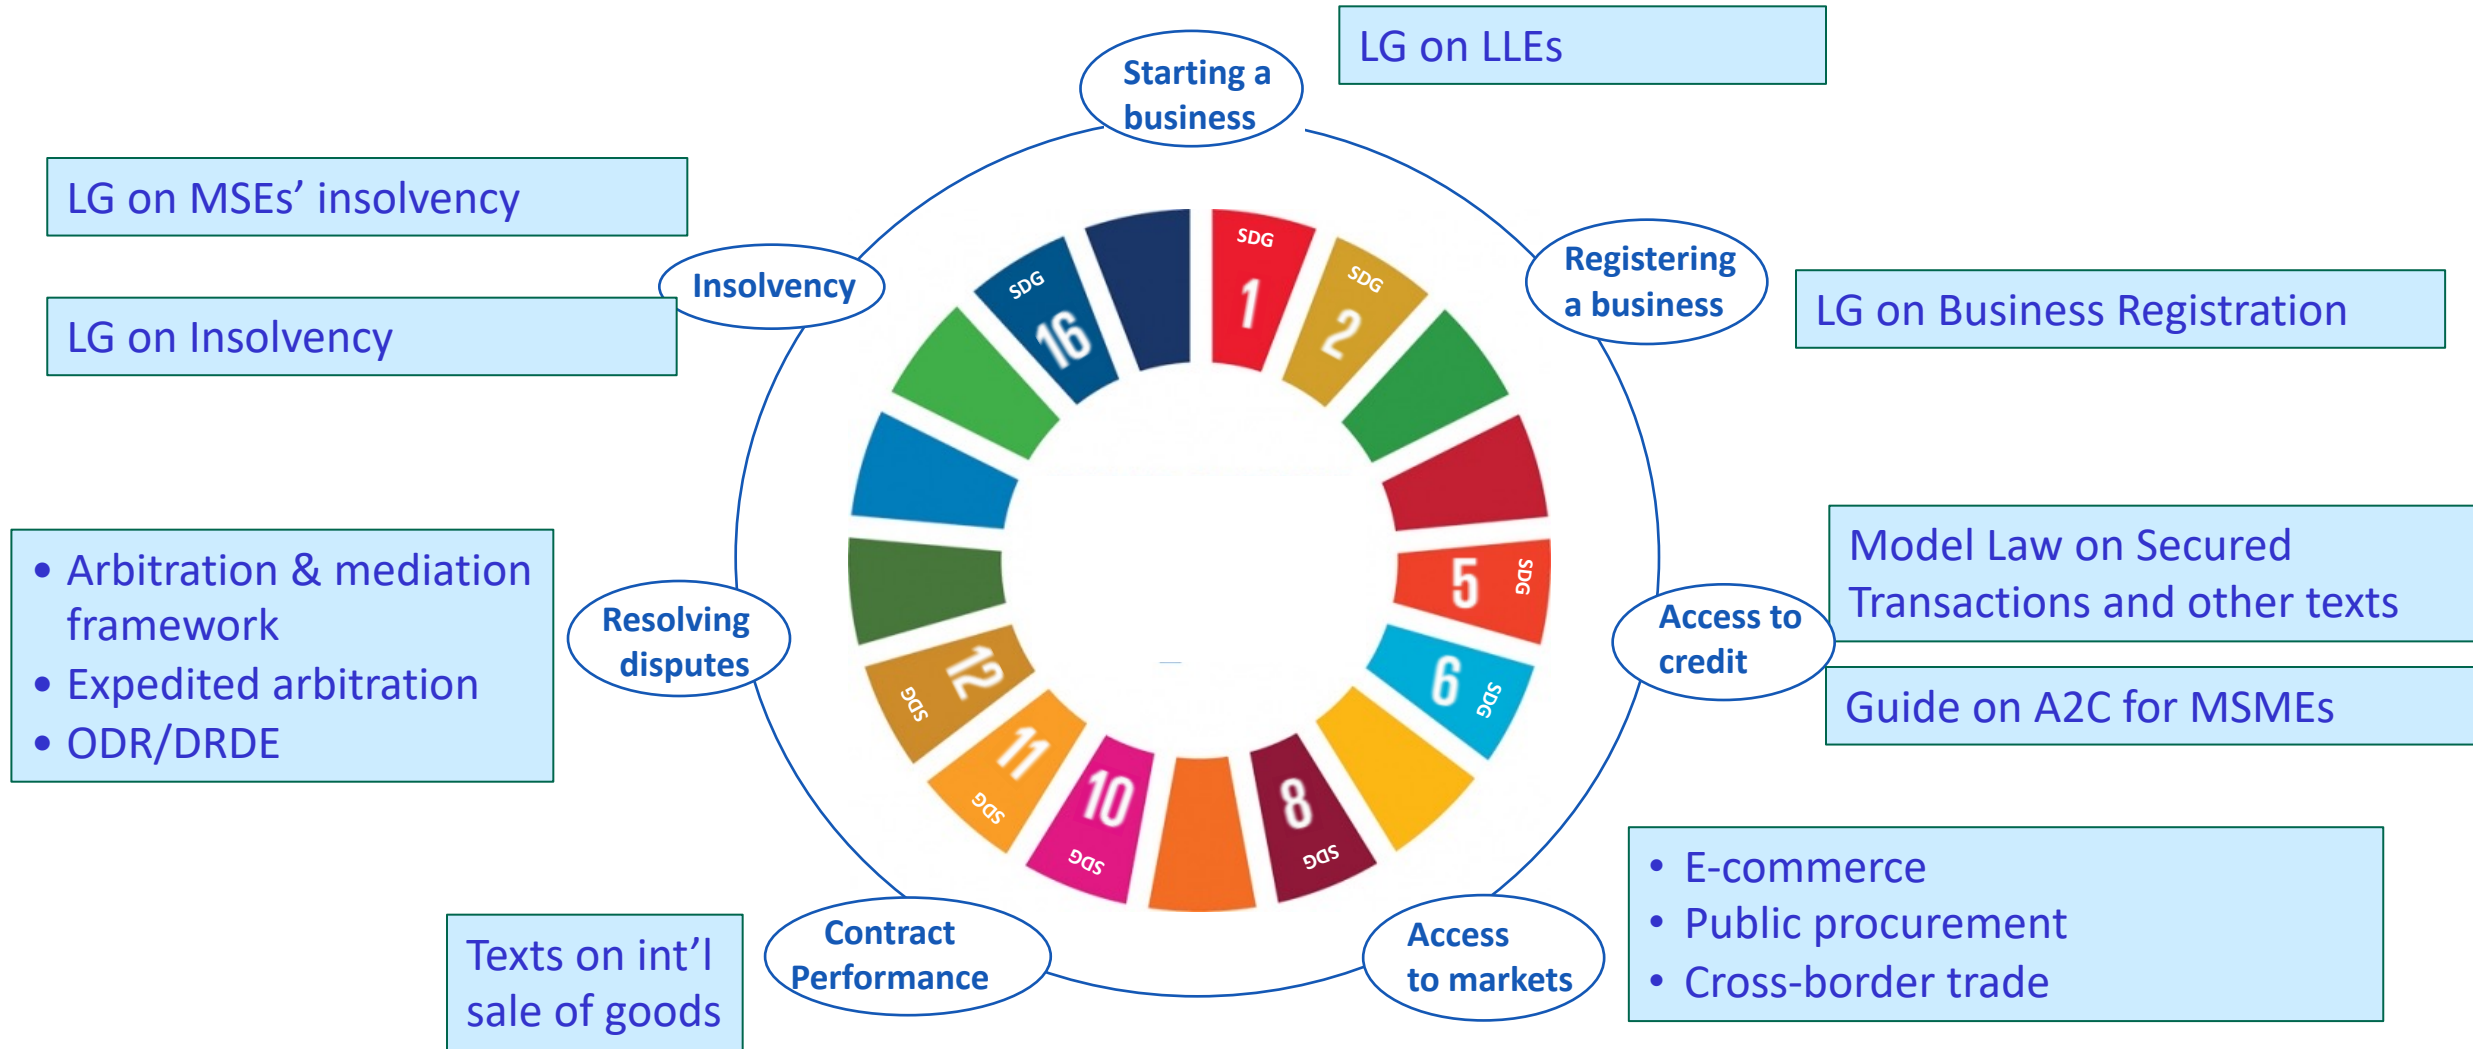 LG on LLEs
Starting a
business
LG on MSEs’ insolvency
Insolvency
LG on Insolvency
Registering
a business
LG on Business Registration
SDG
1
SDG
2
SDG
16
SDG
5
SDG
6
SDG
8
SDG
10
SDG
11
SDG
12
SDG
Model Law on Secured
Transactions and other texts
Access to
credit
Guide on A2C for MSMEs
• Arbitration & mediation
framework
• Expedited arbitration
• ODR/DRDE
Resolving
disputes
• E-commerce
• Public procurement
• Cross-border trade
Access
to markets
Contract
Performance
Texts on int’l
sale of goods